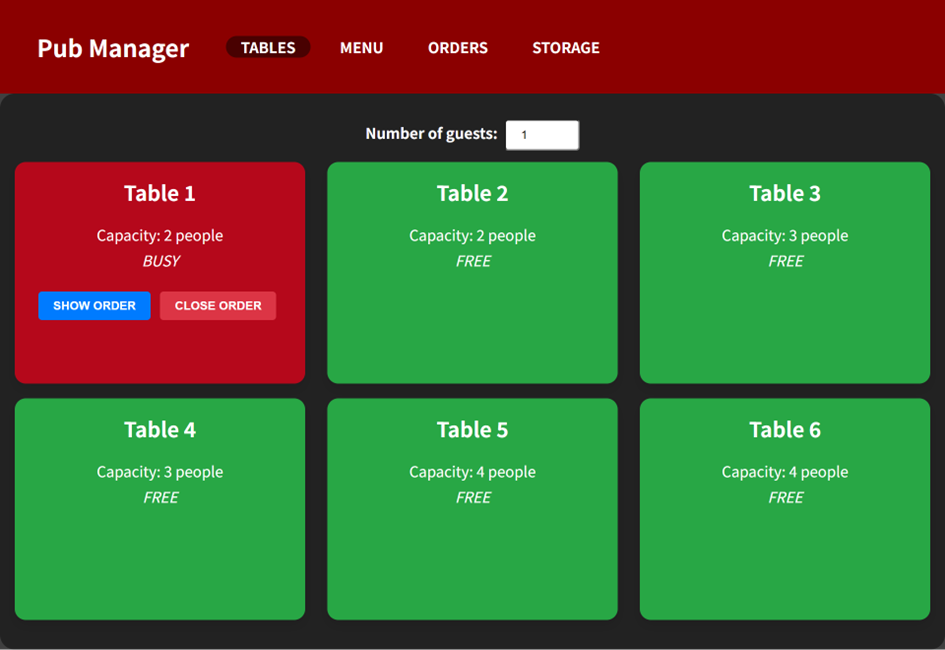 Pub Manager TABLES MENU ORDERS STORAGE
Number of guests: 1
Table 1
Capacity: 2 people
BUSY
SHOW ORDER CLOSE ORDER
Table 2
Capacity: 2 people
FREE
Table 3
Capacity: 3 people
FREE
Table 4
Capacity: 3 people
FREE
Table 5
Capacity: 4 people
FREE
Table 6
Capacity: 4 people
FREE